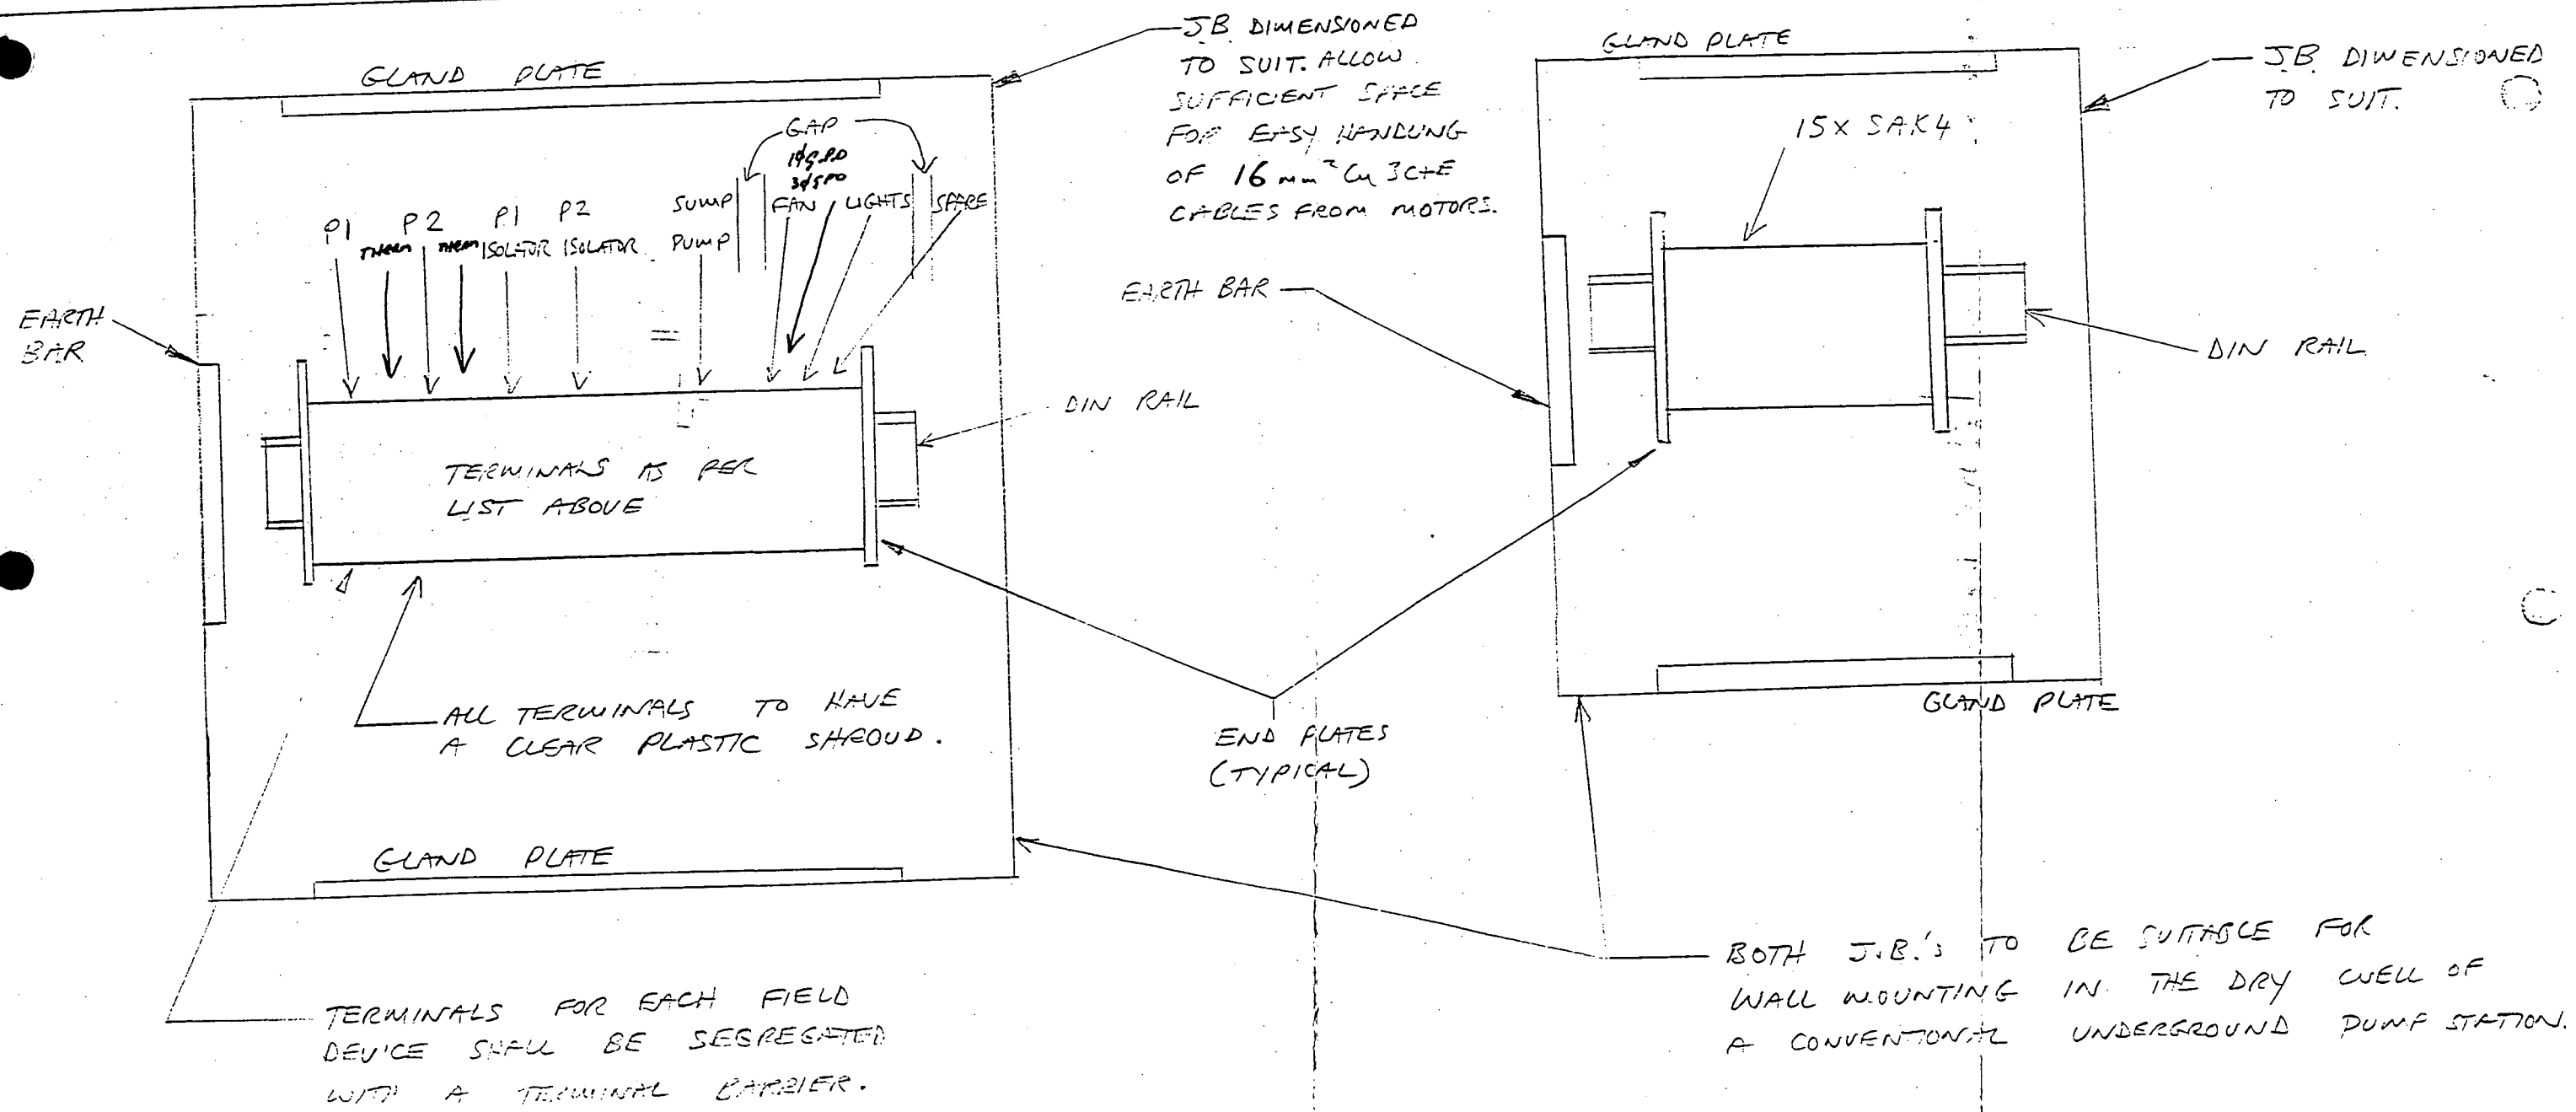 GLAND PLATE
JB DIMENSIONED
TO SUIT. ALLOW
SUFFICIENT SPACE
FOR EASY HANDLING
OF 16 mm² Cu 3C+E
CABLES FROM MOTORS.
GAP
1ϕGPO
3ϕGPO
P1
THERM
P2
THERM
P1
ISOLATOR
P2
ISOLATOR
SUMP
PUMP
FAN
LIGHTS
SPARE
EARTH
BAR
DIN RAIL
TERMINALS AS PER
LIST ABOVE
ALL TERMINALS TO HAVE
A CLEAR PLASTIC SHROUD.
GLAND PLATE
TERMINALS FOR EACH FIELD
DEVICE SHALL BE SEGREGATED
WITH A TERMINAL BARRIER.
GLAND PLATE
JB DIMENSIONED
TO SUIT.
15X SAK4
EARTH BAR
DIN RAIL
END PLATES
(TYPICAL)
GLAND PLATE
BOTH J.B.'s TO BE SUITABLE FOR
WALL MOUNTING IN THE DRY WELL OF
A CONVENTIONAL UNDERGROUND PUMP STATION.